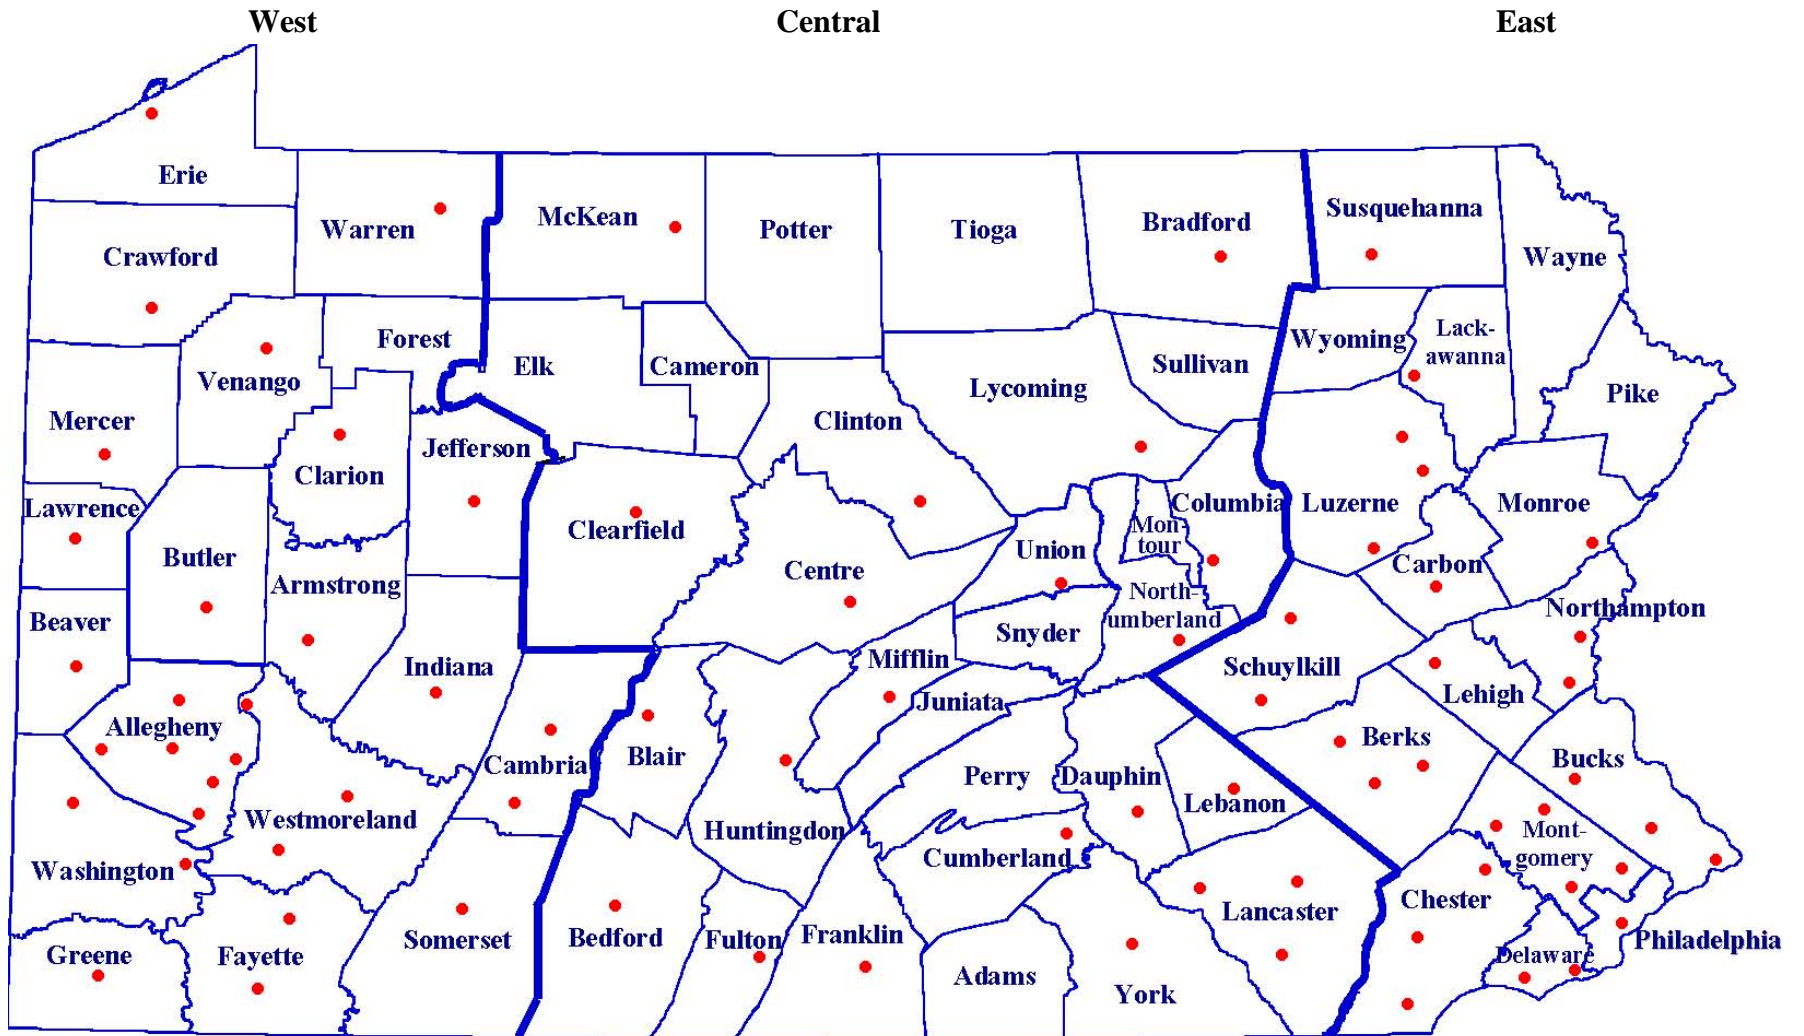 West Central East
Erie
Warren
McKean
Potter
Tioga
Bradford
Susquehanna
Wayne
Crawford
Forest
Elk
Cameron
Sullivan
Wyoming
Lack-
awanna
Venango
Mercer
Clarion
Jefferson
Clinton
Lycoming
Pike
Lawrence
Butler
Armstrong
Clearfield
Centre
Union
Mon-
tour
Columbia
Luzerne
Monroe
Carbon
Beaver
Indiana
Mifflin
Snyder
North-
umberland
Northampton
Schuylkill
Lehigh
Allegheny
Juniata
Cambria
Blair
Perry
Dauphin
Berks
Bucks
Westmoreland
Huntingdon
Lebanon
Mont-
gomery
Washington
Cumberland
Lancaster
Chester
Greene
Fayette
Somerset
Bedford
Fulton
Franklin
Adams
York
Delaware
Philadelphia